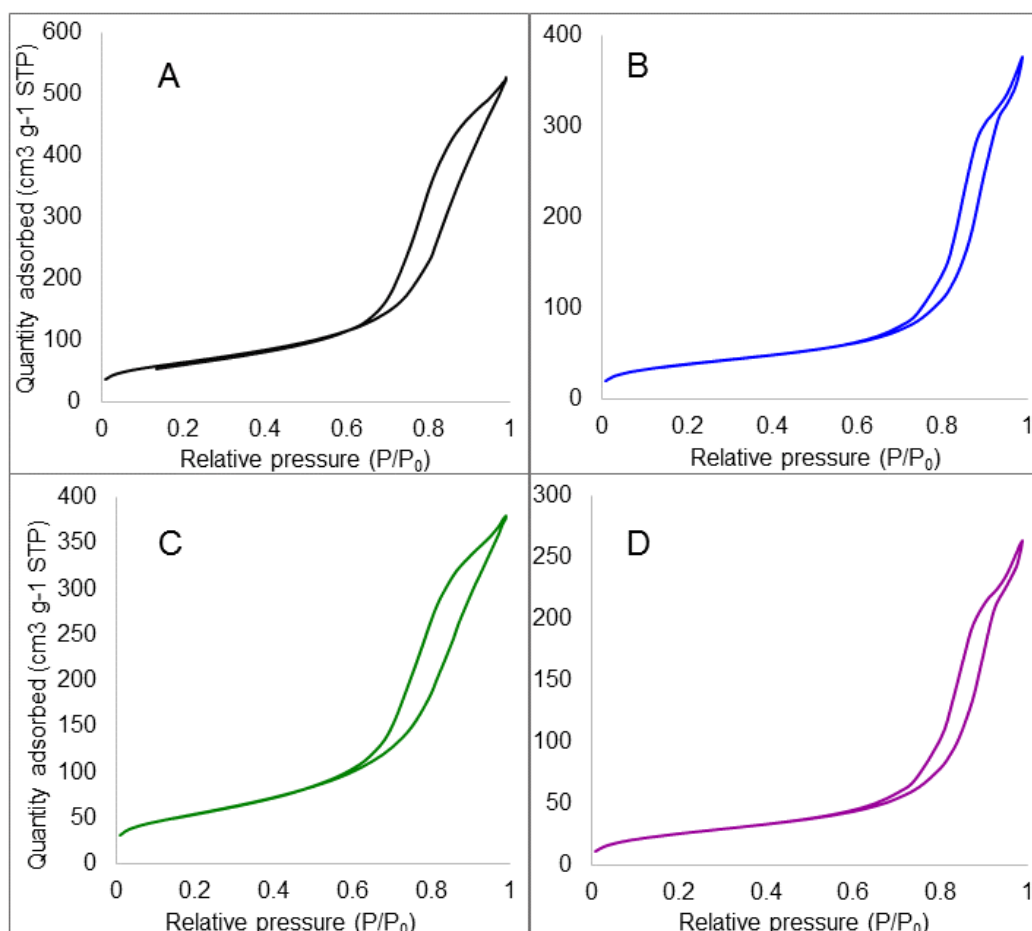 A
Quantity adsorbed (cm3 g-1 STP)
600
500
400
300
200
100
0
0 0.2 0.4 0.6 0.8 1
Relative pressure (P/P₀)
B
400
300
200
100
0
0 0.2 0.4 0.6 0.8 1
Relative pressure (P/P₀)
C
Quantity adsorbed (cm3 g-1 STP)
400
350
300
250
200
150
100
50
0
0 0.2 0.4 0.6 0.8 1
Relative pressure (P/P₀)
D
300
250
200
150
100
50
0
0 0.2 0.4 0.6 0.8 1
Relative pressure (P/P₀)